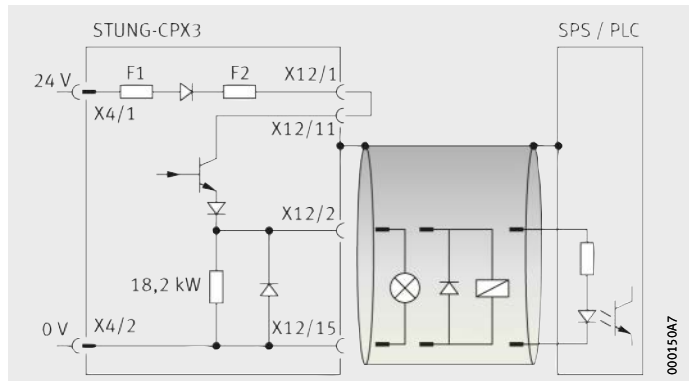 STUNG-CPX3
SPS / PLC
24 V
F1
F2
X12/1
X4/1
X12/11
X12/2
18,2 kW
0 V
X4/2
X12/15
000150A7